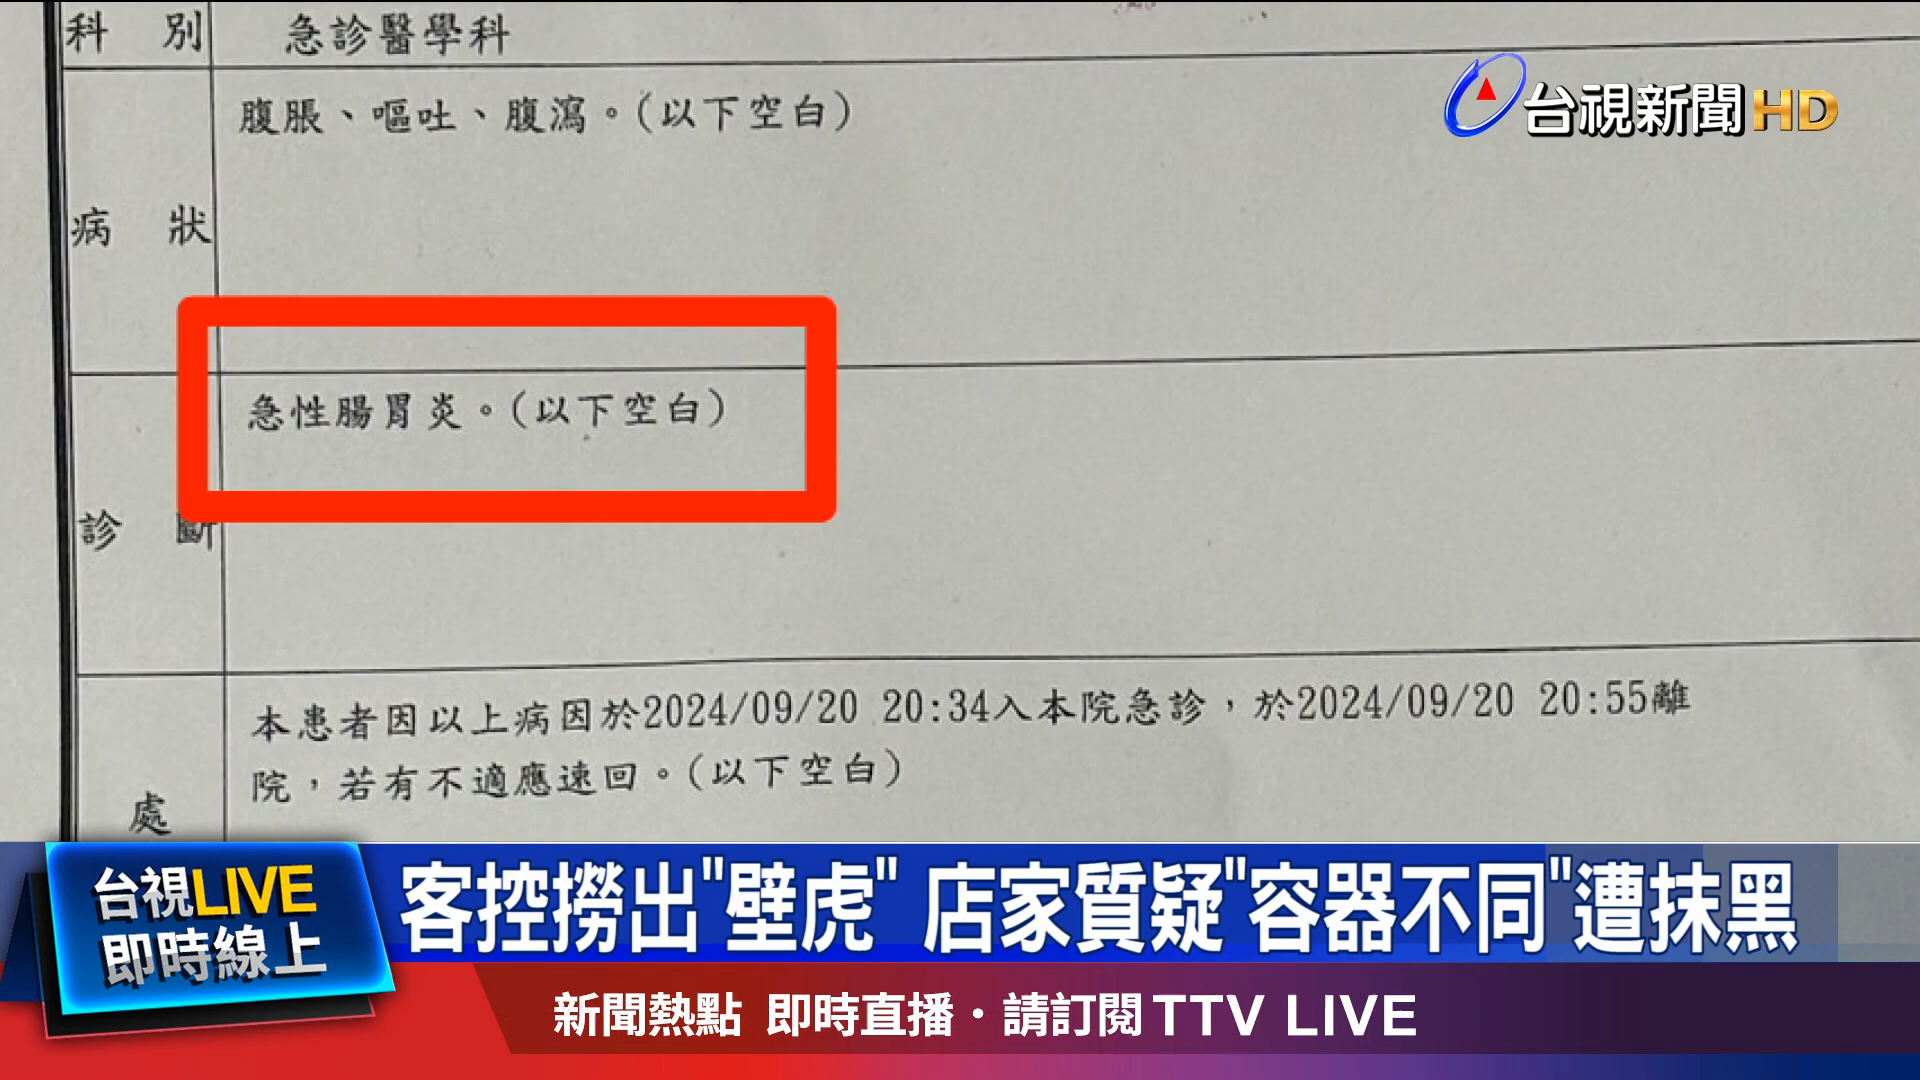 科 別 急診醫學科
台視新聞HD
腹脹、嘔吐、腹瀉。(以下空白)
病 狀
急性腸胃炎。(以下空白)
診 斷
本患者因以上病因於2024/09/20 20:34入本院急診，於2024/09/20 20:55離
院，若有不適應速回。(以下空白)
處
台視LIVE
即時線上
客控撈出"壁虎" 店家質疑"容器不同"遭抹黑
新聞熱點 即時直播·請訂閱TTV LIVE